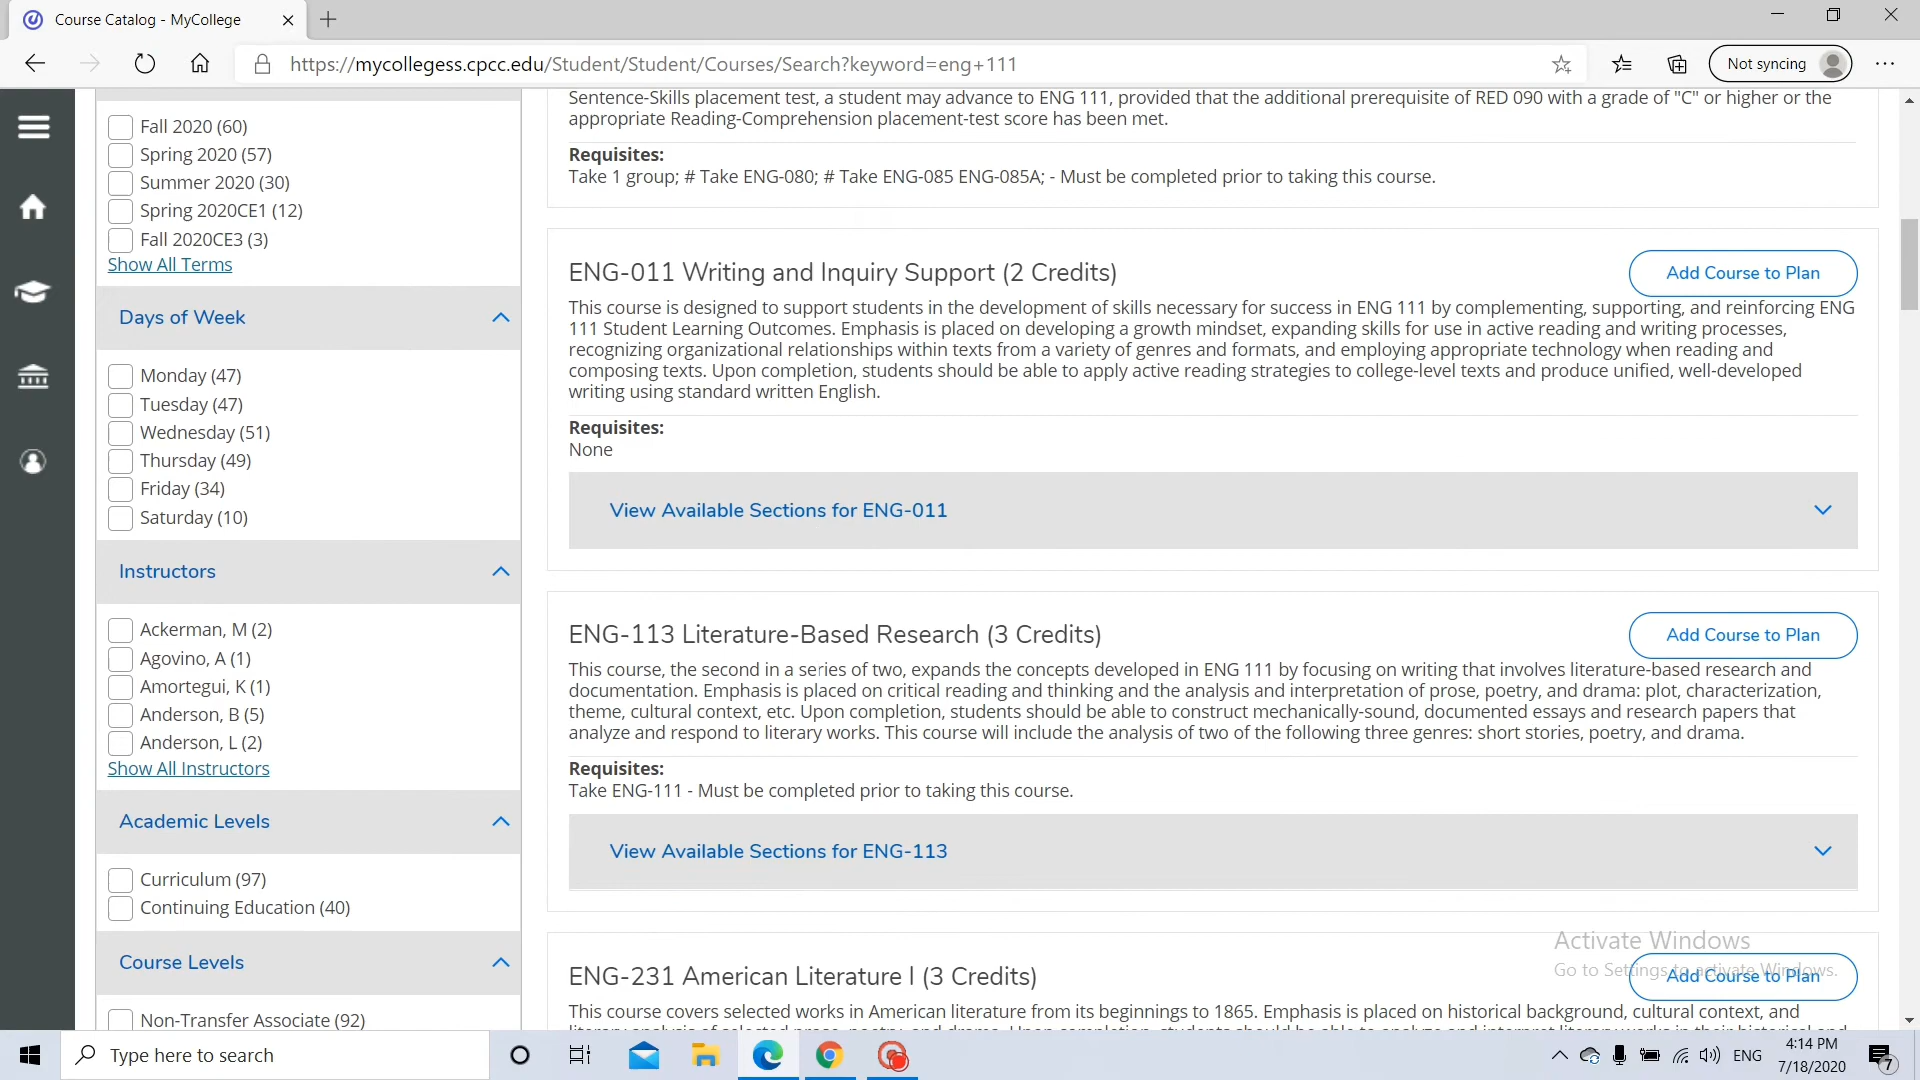 Course Catalog - MyCollege
https://mycollegess.cpcc.edu/Student/Student/Courses/Search?keyword=eng+111
Not syncing
Fall 2020 (60)
Spring 2020 (57)
Summer 2020 (30)
Spring 2020CE1 (12)
Fall 2020CE3 (3)
Show All Terms
Days of Week
Monday (47)
Tuesday (47)
Wednesday (51)
Thursday (49)
Friday (34)
Saturday (10)
Instructors
Ackerman, M (2)
Agovino, A (1)
Amortegui, K (1)
Anderson, B (5)
Anderson, L (2)
Show All Instructors
Academic Levels
Curriculum (97)
Continuing Education (40)
Course Levels
Non-Transfer Associate (92)
Sentence-Skills placement test, a student may advance to ENG 111, provided that the additional prerequisite of RED 090 with a grade of "C" or higher or the
appropriate Reading-Comprehension placement-test score has been met.
Requisites:
Take 1 group; # Take ENG-080; # Take ENG-085 ENG-085A; - Must be completed prior to taking this course.
ENG-011 Writing and Inquiry Support (2 Credits)
Add Course to Plan
This course is designed to support students in the development of skills necessary for success in ENG 111 by complementing, supporting, and reinforcing ENG
111 Student Learning Outcomes. Emphasis is placed on developing a growth mindset, expanding skills for use in active reading and writing processes,
recognizing organizational relationships within texts from a variety of genres and formats, and employing appropriate technology when reading and
composing texts. Upon completion, students should be able to apply active reading strategies to college-level texts and produce unified, well-developed
writing using standard written English.
Requisites:
None
View Available Sections for ENG-011
ENG-113 Literature-Based Research (3 Credits)
Add Course to Plan
This course, the second in a series of two, expands the concepts developed in ENG 111 by focusing on writing that involves literature-based research and
documentation. Emphasis is placed on critical reading and thinking and the analysis and interpretation of prose, poetry, and drama: plot, characterization,
theme, cultural context, etc. Upon completion, students should be able to construct mechanically-sound, documented essays and research papers that
analyze and respond to literary works. This course will include the analysis of two of the following three genres: short stories, poetry, and drama.
Requisites:
Take ENG-111 - Must be completed prior to taking this course.
View Available Sections for ENG-113
Activate Windows
Go to Settings to activate Windows.
ENG-231 American Literature I (3 Credits)
Add Course to Plan
This course covers selected works in American literature from its beginnings to 1865. Emphasis is placed on historical background, cultural context, and
Type here to search
ENG
4:14 PM
7/18/2020
7